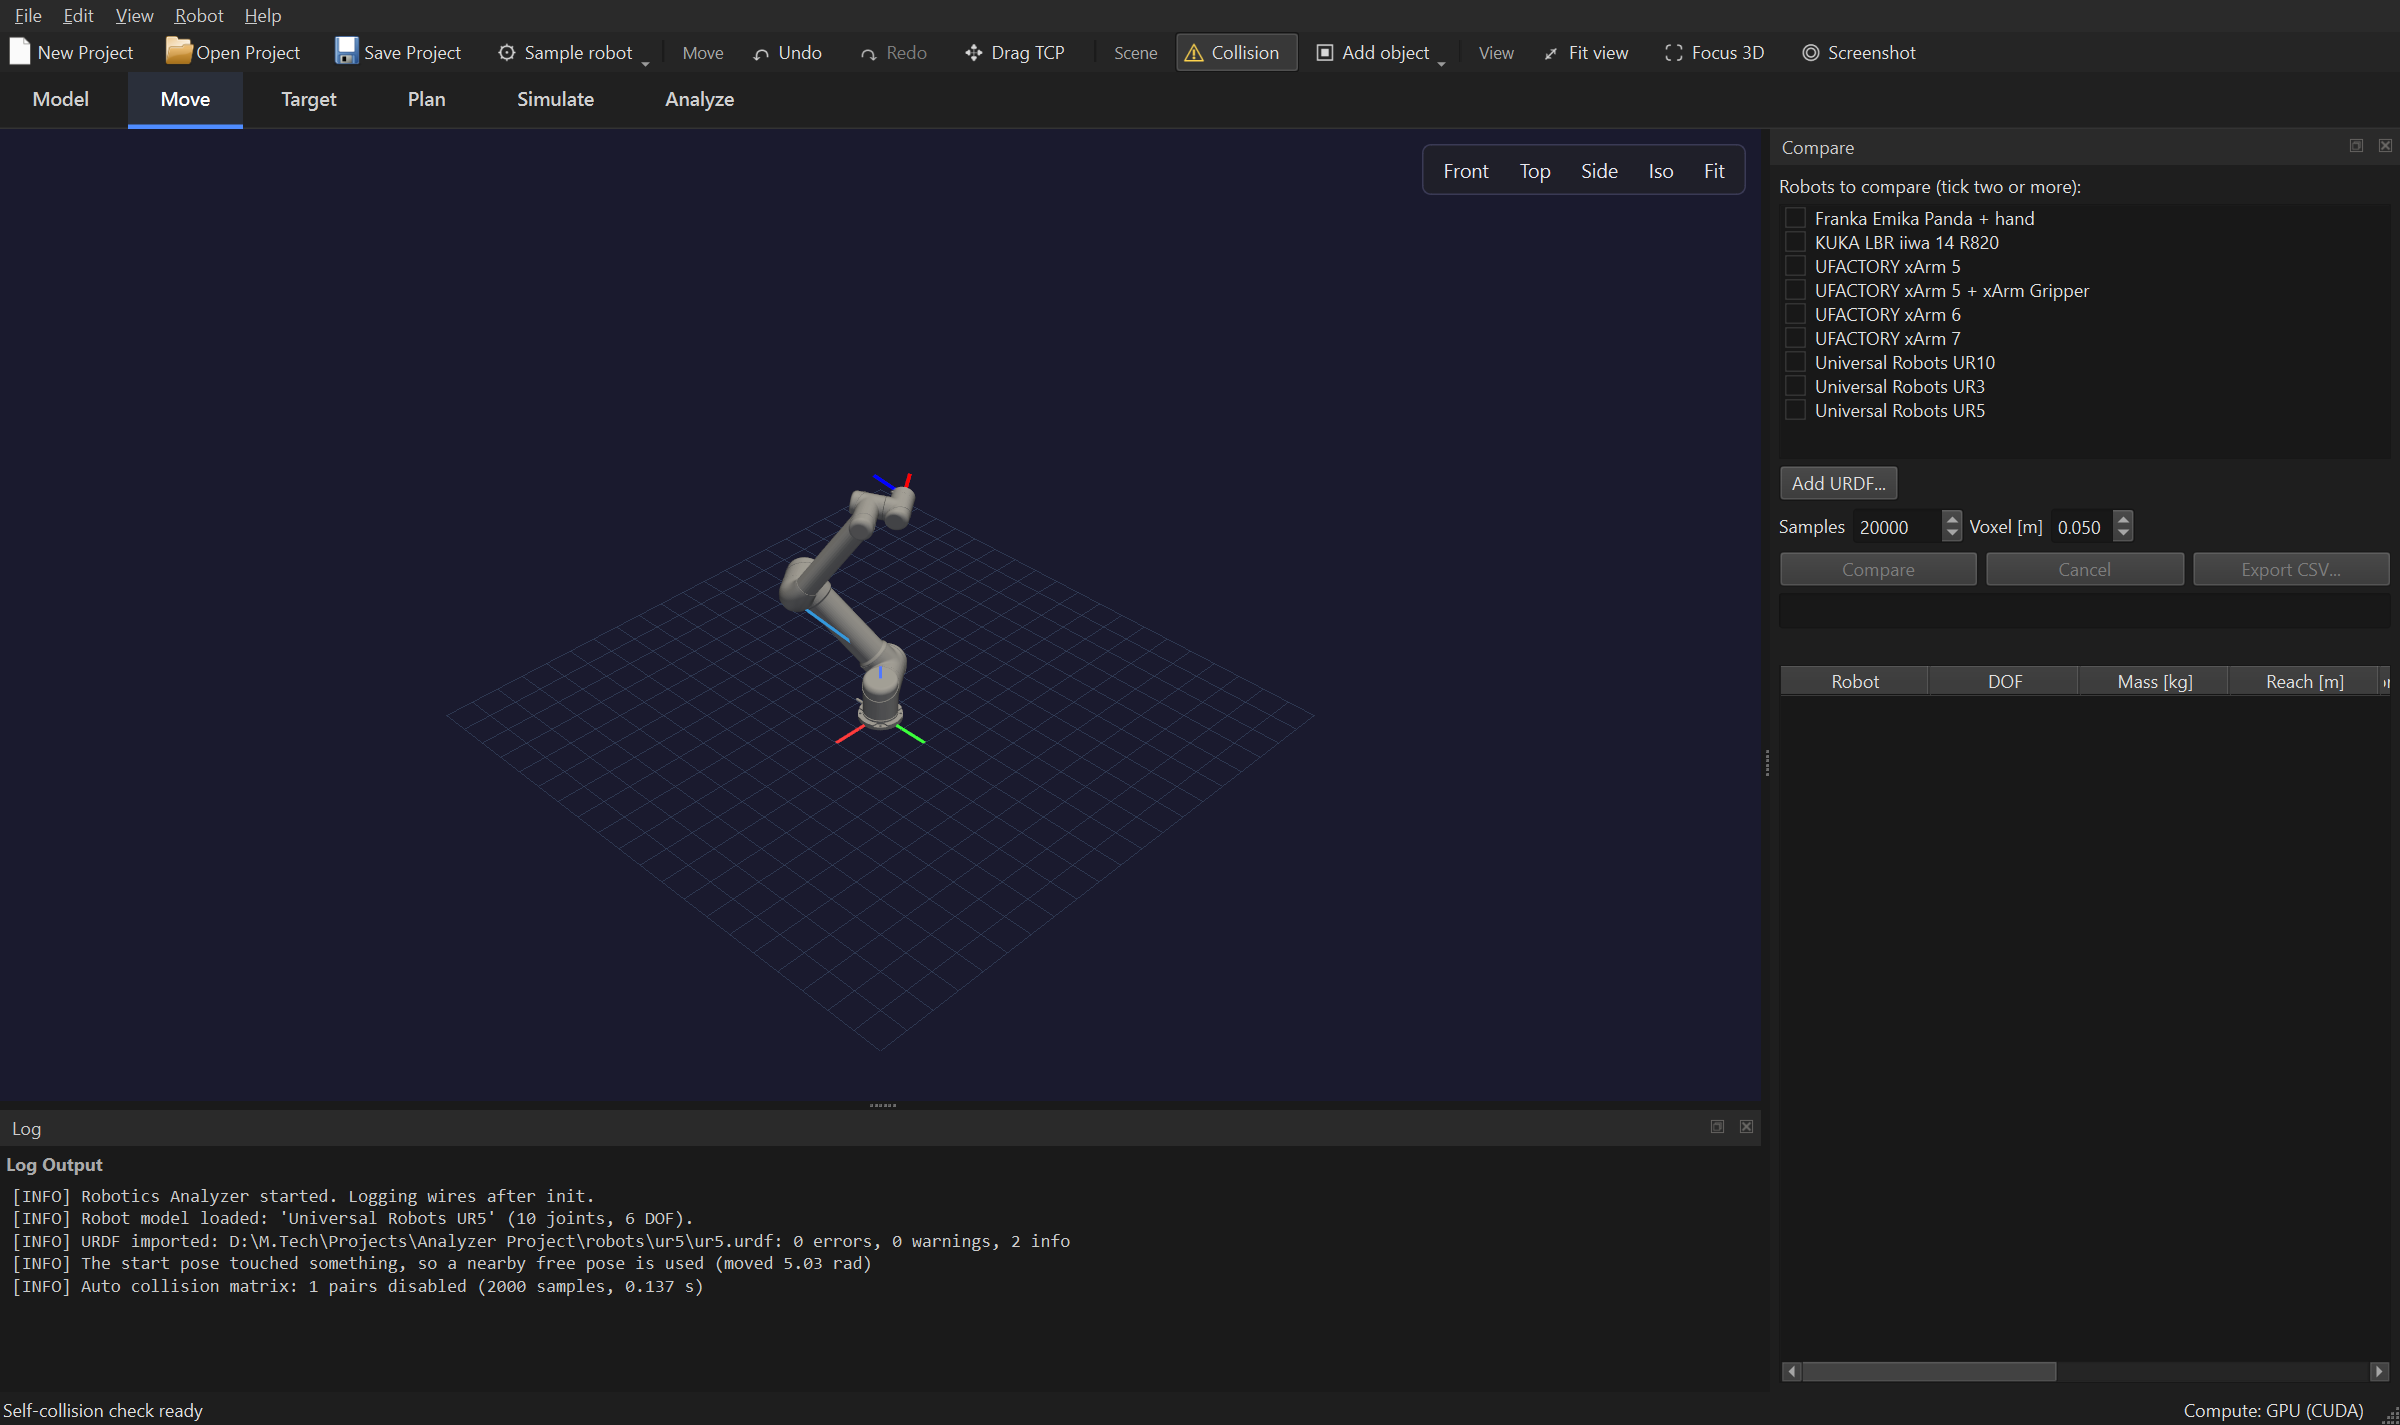 File Edit View Robot Help
New Project Open Project Save Project Sample robot Move Undo Redo Drag TCP Scene Collision Add object View Fit view Focus 3D Screenshot
Model Move Target Plan Simulate Analyze
Front Top Side Iso Fit
Compare
Robots to compare (tick two or more):
Franka Emika Panda + hand
KUKA LBR iiwa 14 R820
UFACTORY xArm 5
UFACTORY xArm 5 + xArm Gripper
UFACTORY xArm 6
UFACTORY xArm 7
Universal Robots UR10
Universal Robots UR3
Universal Robots UR5
Add URDF...
Samples 20000 Voxel [m] 0.050
Compare Cancel Export CSV...
Robot DOF Mass [kg] Reach [m]
Log
Log Output
[INFO] Robotics Analyzer started. Logging wires after init.
[INFO] Robot model loaded: 'Universal Robots UR5' (10 joints, 6 DOF).
[INFO] URDF imported: D:\M.Tech\Projects\Analyzer Project\robots\ur5\ur5.urdf: 0 errors, 0 warnings, 2 info
[INFO] The start pose touched something, so a nearby free pose is used (moved 5.03 rad)
[INFO] Auto collision matrix: 1 pairs disabled (2000 samples, 0.137 s)
Self-collision check ready
Compute: GPU (CUDA)